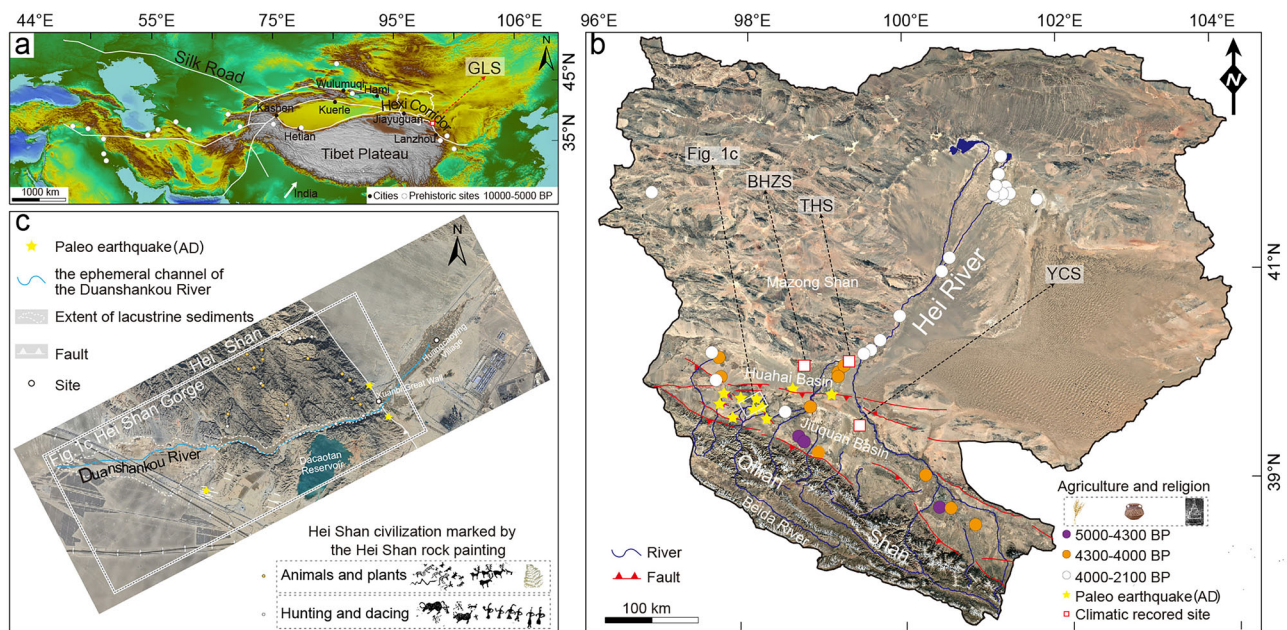 44°E 55°E 75°E 95°E 106°E
a
Silk Road
GLS
45°N
35°N
Wulumuqi
Hami
Kashen
Kuerle
Hexi Corridor
Jiayuguan
Hetian
Lanzhou
Tibet Plateau
India
1000 km
Cities
Prehistoric sites 10000-5000 BP
c
N
Paleo earthquake(AD)
the ephemeral channel of
the Duanshankou River
Extent of lacustrine sediments
Fault
Site
Hei Shan
Fig. 1c Hei Shan Gorge
Duanshankou River
Xuanbi Great Wall
Dacaotan
Reservoir
Village
Hei Shan civilization marked by
the Hei Shan rock painting
Animals and plants
Hunting and dacing
96°E 98°E 100°E 102°E 104°E
b
N
Fig. 1c
BHZS
THS
YCS
41°N
39°N
Mazong Shan
Hei River
Huahai Basin
Jiuquan Basin
Qilian Shan
Beida River
River
Fault
100 km
Agriculture and religion
5000-4300 BP
4300-4000 BP
4000-2100 BP
Paleo earthquake(AD)
Climatic recored site